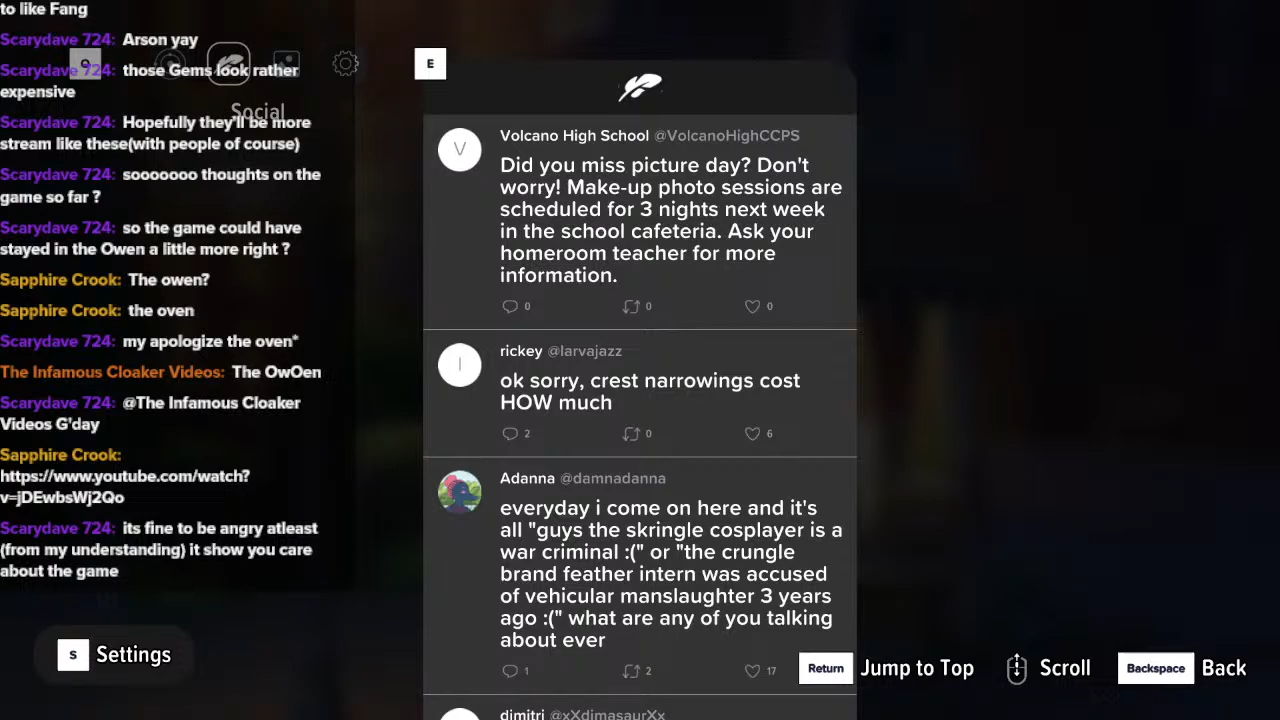 to like Fang
Scarydave 724: Arson yay
Scarydave 724: those Gems look rather
expensive
Scarydave 724: Hopefully they'll be more
stream like these(with people of course)
Scarydave 724: sooooooo thoughts on the
game so far ?
Scarydave 724: so the game could have
stayed in the Owen a little more right ?
Sapphire Crook: The owen?
Sapphire Crook: the oven
Scarydave 724: my apologize the oven*
The Infamous Cloaker Videos: The OwOen
Scarydave 724: @The Infamous Cloaker
Videos G'day
Sapphire Crook:
https://www.youtube.com/watch?
v=jDEwbsWj2Qo
Scarydave 724: its fine to be angry atleast
(from my understanding) it show you care
about the game
Q
Social
E
V
Volcano High School @VolcanoHighCCPS
Did you miss picture day? Don't
worry! Make-up photo sessions are
scheduled for 3 nights next week
in the school cafeteria. Ask your
homeroom teacher for more
information.
0 0 0
l
rickey @larvajazz
ok sorry, crest narrowings cost
HOW much
2 0 6
Adanna @damnadanna
everyday i come on here and it's
all "guys the skringle cosplayer is a
war criminal :(" or "the crungle
brand feather intern was accused
of vehicular manslaughter 3 years
ago :(" what are any of you talking
about ever
1 2 17
dimitri @xXdimasaurXx
S Settings
Return Jump to Top
Scroll
Backspace Back